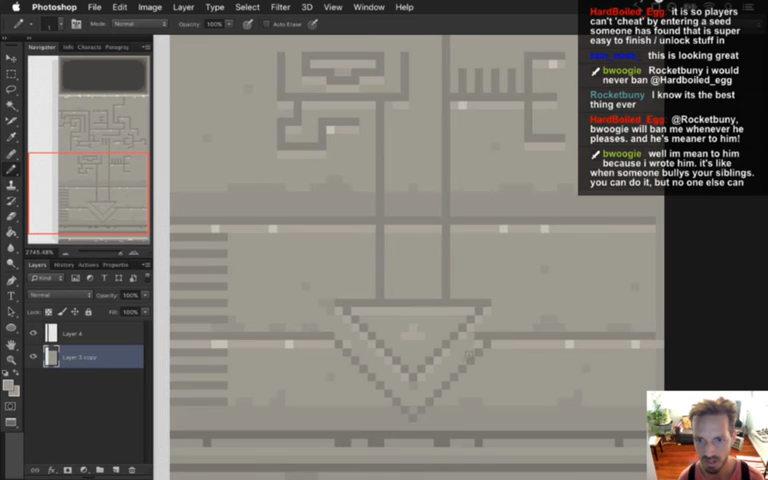 Photoshop File Edit Image Layer Type Select Filter 3D View Window Help
Mode: Normal Opacity: 100% Auto Erase
Navigator Info Characte Paragrap
Layers History Actions Propertie
Kind
Normal Opacity: 100%
Lock: Fill: 100%
Layer 4
Layer 3 copy
HardBoiled_Egg it is so players
can't 'cheat' by entering a seed
someone has found that is super
easy to finish / unlock stuff in
this is looking great
bwoogie Rocketbuny i would
never ban @Hardboiled_egg
Rocketbuny I know its the best
thing ever
HardBoiled_Egg: @Rocketbuny,
bwoogie will ban me whenever he
pleases. and he's meaner to him!
bwoogie well im mean to him
because i wrote him. it's like
when someone bullys your siblings.
you can do it, but no one else can